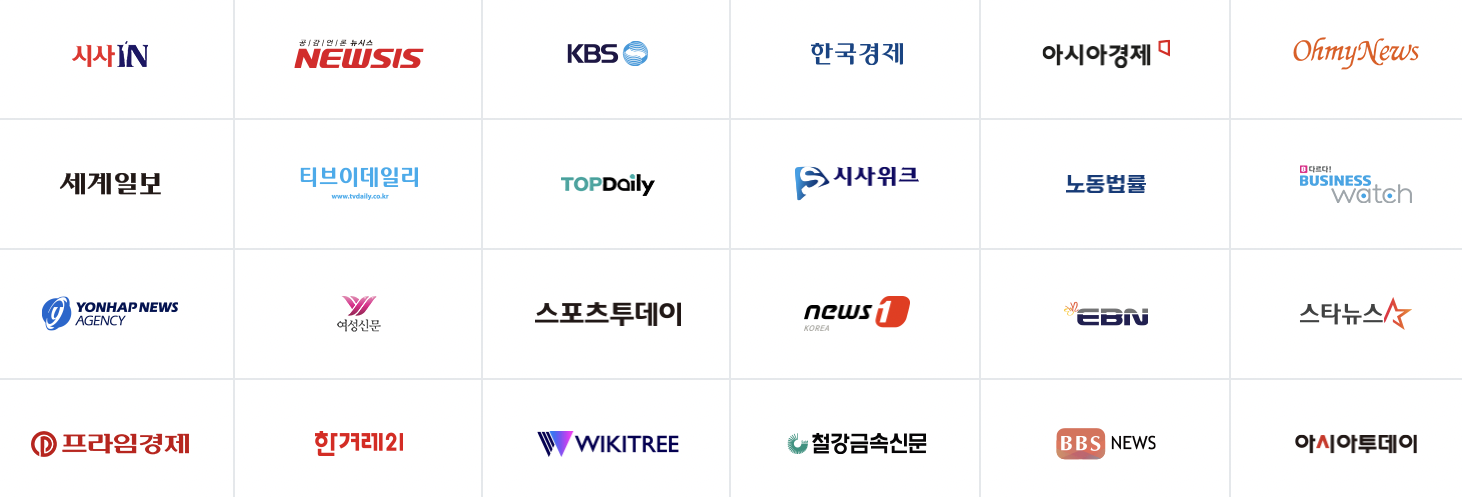 시사IN
공|감|언|론 뉴시스
NEWSIS
KBS
한국경제
아시아경제
OhmyNews
세계일보
티브이데일리
www.tvdaily.co.kr
TOPDaily
시사위크
노동법률
B 다르다!
BUSINESS
watch
y YONHAP NEWS
AGENCY
여성신문
스포츠투데이
news1
KOREA
EBN
스타뉴스
프라임경제
한겨레21
WIKITREE
철강금속신문
BBS NEWS
아시아투데이